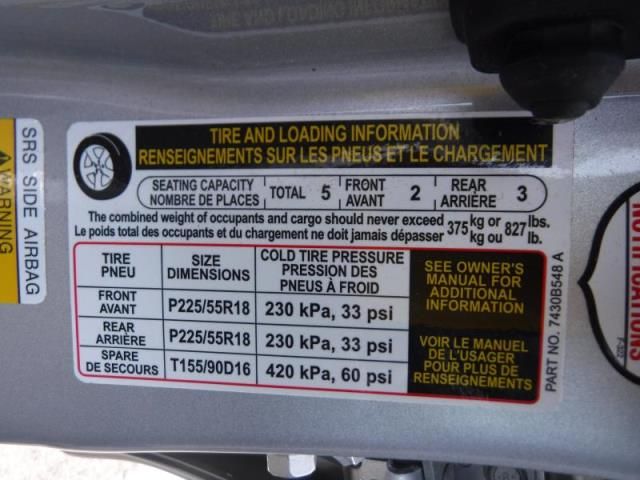 TIRE AND LOADING INFORMATION
RENSEIGNEMENTS SUR LES PNEUS ET LE CHARGEMENT
SEATING CAPACITY
NOMBRE DE PLACES
TOTAL 5
FRONT
AVANT
2
REAR
ARRIÈRE
3
The combined weight of occupants and cargo should never exceed
Le poids total des occupants et du chargement ne doit jamais dépasser
375 kg or 827 lbs.
kg ou lb.
TIRE
PNEU
SIZE
DIMENSIONS
COLD TIRE PRESSURE
PRESSION DES
PNEUS À FROID
FRONT
AVANT
P225/55R18
230 kPa, 33 psi
REAR
ARRIÈRE
P225/55R18
230 kPa, 33 psi
SPARE
DE SECOURS
T155/90D16
420 kPa, 60 psi
SEE OWNER'S
MANUAL FOR
ADDITIONAL
INFORMATION
VOIR LE MANUEL
DE L'USAGER
POUR PLUS DE
RENSEIGNEMENTS
PART NO. 7430B548 A
SRS SIDE AIRBAG
WARNING